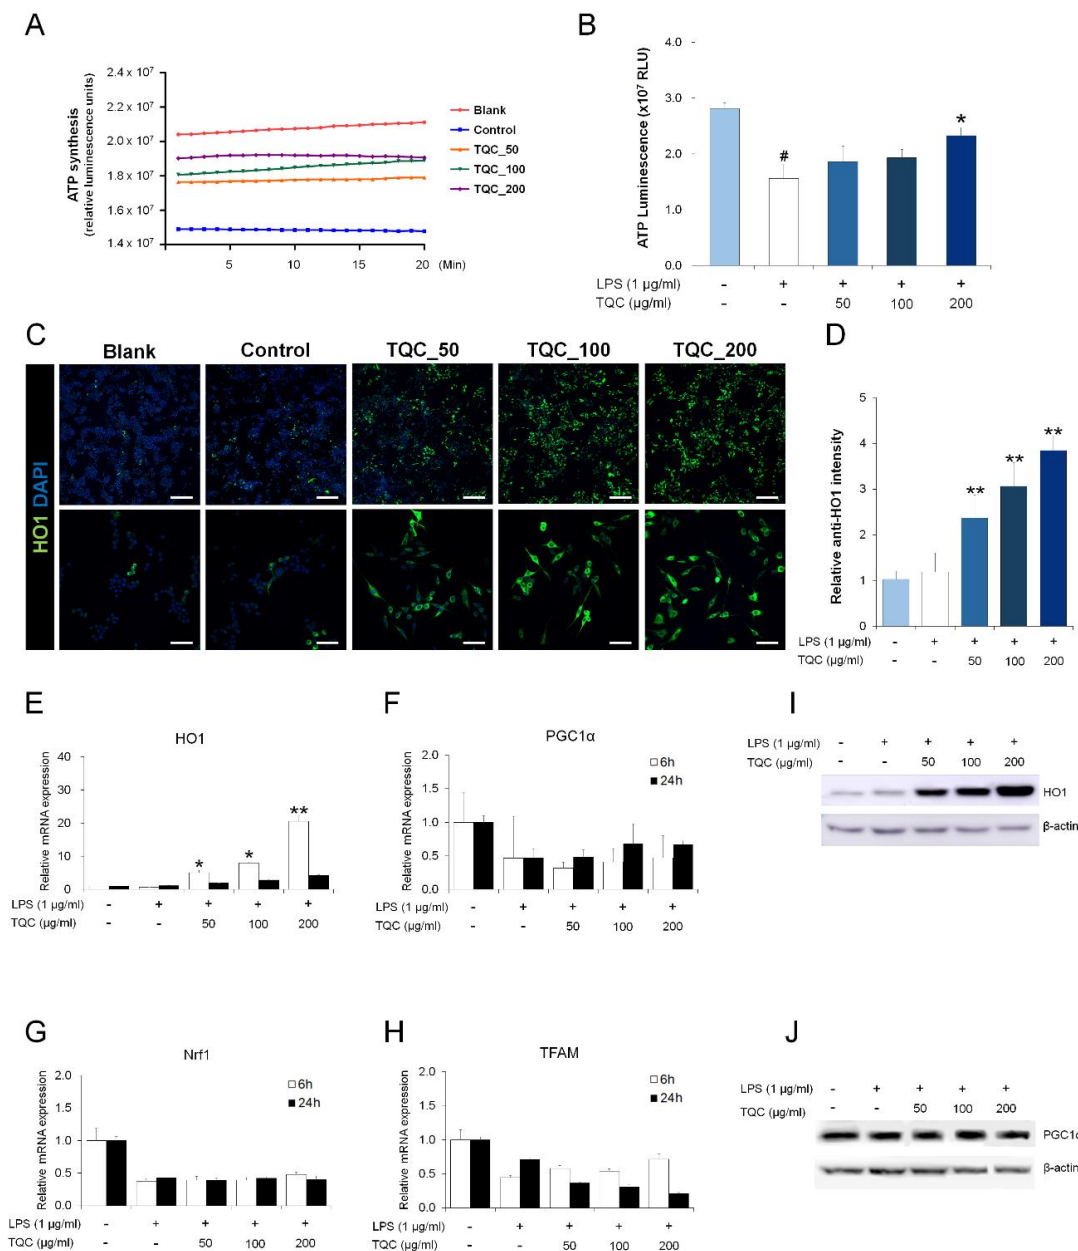 A
ATP synthesis
(relative luminescence units)
2.4 x 10⁷
2.2 x 10⁷
2.0 x 10⁷
1.8 x 10⁷
1.6 x 10⁷
1.4 x 10⁷
5 10 15 20 (Min)
Blank
Control
TQC_50
TQC_100
TQC_200
B
ATP Luminescence (x10⁷ RLU)
4.0
3.0
2.0
1.0
0.0
# *
LPS (1 µg/ml) - + + + +
TQC (µg/ml) - - 50 100 200
C
Blank Control TQC_50 TQC_100 TQC_200
HO1 DAPI
D
Relative anti-HO1 intensity
5
4
3
2
1
0
** ** **
LPS (1 µg/ml) - + + + +
TQC (µg/ml) - - 50 100 200
E
HO1
Relative mRNA expression
40
30
20
10
0
* * **
LPS (1 µg/ml) - + + + +
TQC (µg/ml) - - 50 100 200
F
PGC1α
Relative mRNA expression
2.0
1.5
1.0
0.5
0.0
6h
24h
LPS (1 µg/ml) - + + + +
TQC (µg/ml) - - 50 100 200
I
LPS (1 µg/ml) - + + + +
TQC (µg/ml) - - 50 100 200
HO1
β-actin
G
Nrf1
Relative mRNA expression
2.0
1.5
1.0
0.5
0.0
6h
24h
LPS (1 µg/ml) - + + + +
TQC (µg/ml) - - 50 100 200
H
TFAM
Relative mRNA expression
2.0
1.5
1.0
0.5
0.0
6h
24h
LPS (1 µg/ml) - + + + +
TQC (µg/ml) - - 50 100 200
J
LPS (1 µg/ml) - + + + +
TQC (µg/ml) - - 50 100 200
PGC1α
β-actin